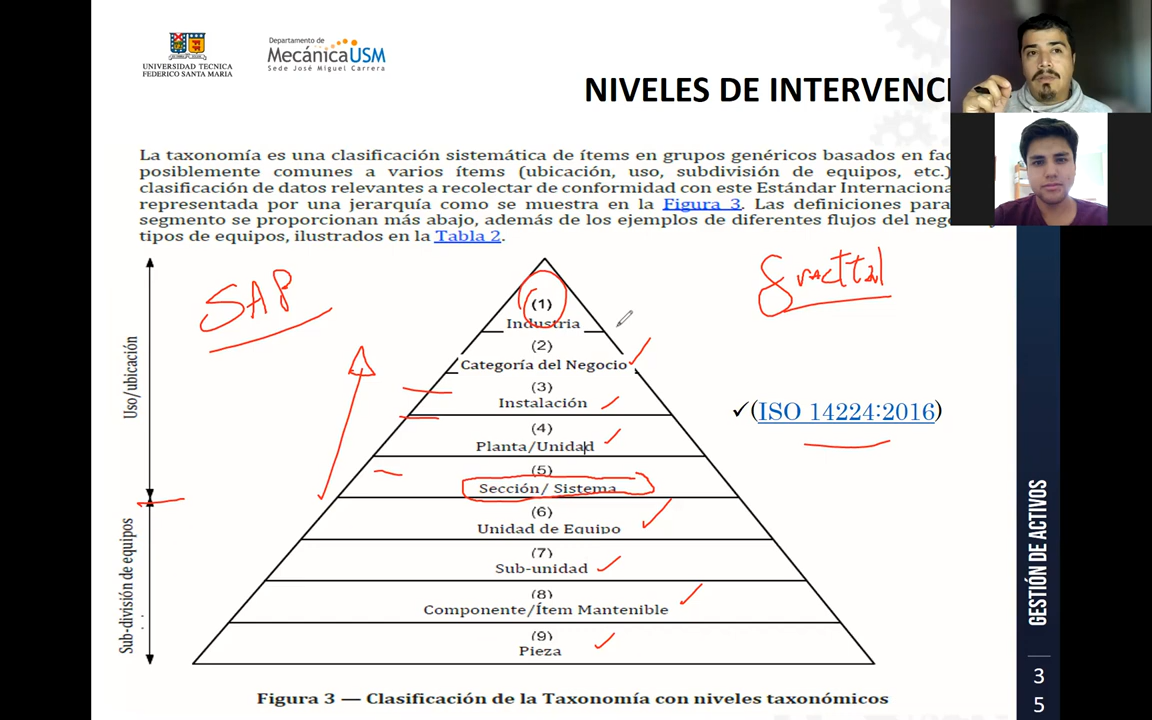 UNIVERSIDAD TECNICA
FEDERICO SANTA MARIA
Departamento de
MecánicaUSM
Sede José Miguel Carrera
NIVELES DE INTERVENC
La taxonomía es una clasificación sistemática de ítems en grupos genéricos basados en fac
posiblemente comunes a varios ítems (ubicación, uso, subdivisión de equipos, etc.)
clasificación de datos relevantes a recolectar de conformidad con este Estándar Internaciona
representada por una jerarquía como se muestra en la Figura 3. Las definiciones para
segmento se proporcionan más abajo, además de los ejemplos de diferentes flujos del neg
tipos de equipos, ilustrados en la Tabla 2.
SAP
fracttal
Uso/ubicación
Sub-división de equipos
(1)
Industria
(2)
Categoría del Negocio
(3)
Instalación
(4)
Planta/Unidad
(5)
Sección/ Sistema
(6)
Unidad de Equipo
(7)
Sub-unidad
(8)
Componente/Ítem Mantenible
(9)
Pieza
✓(ISO 14224:2016)
GESTIÓN DE ACTIVOS
3
5
Figura 3 — Clasificación de la Taxonomía con niveles taxonómicos